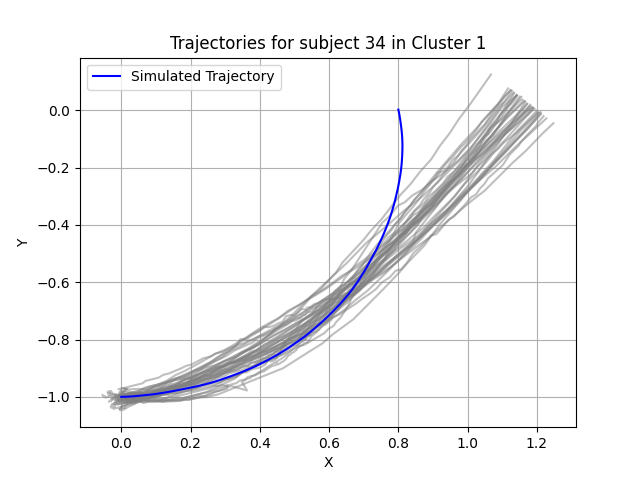 Trajectories for subject 34 in Cluster 1
Simulated Trajectory
0.0
−0.2
−0.4
−0.6
−0.8
−1.0
Y
0.0 0.2 0.4 0.6 0.8 1.0 1.2
X